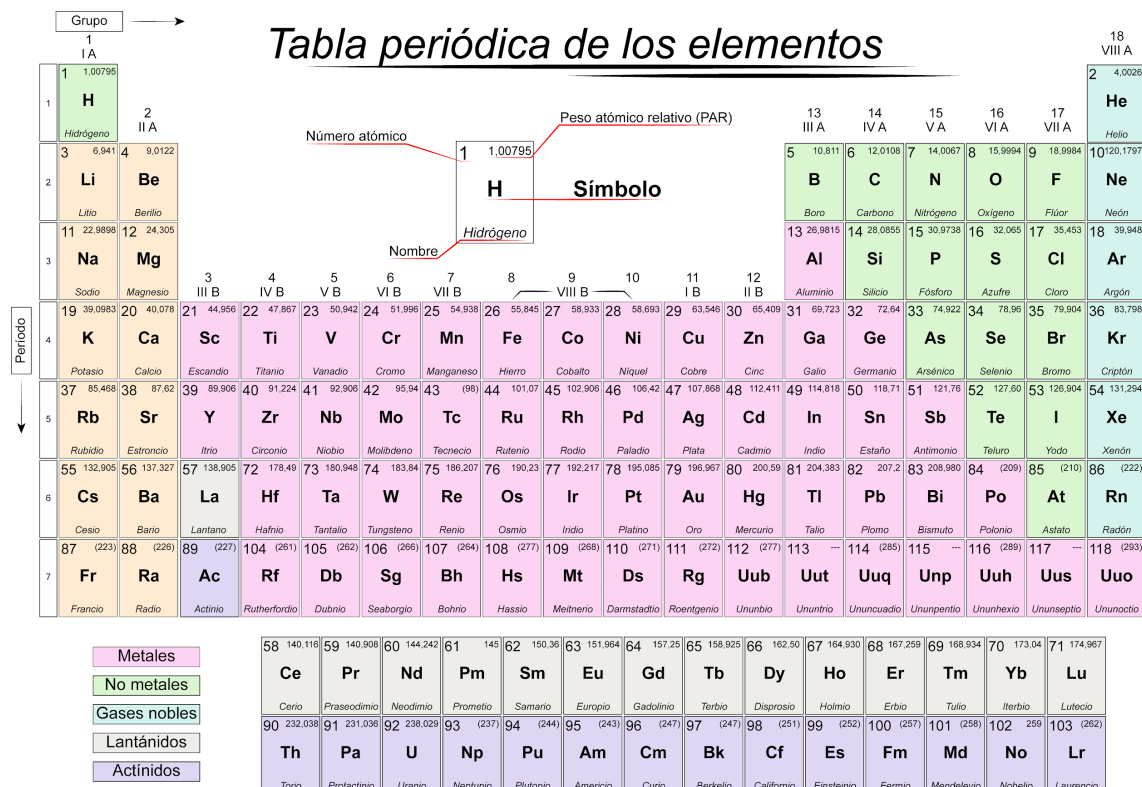 Grupo
Tabla periódica de los elementos
1
I A
18
VIII A
1 1,00795
H
Hidrógeno
2 4,0026
He
Helio
Número atómico
Peso atómico relativo (PAR)
1 1,00795
H
Símbolo
Hidrógeno
Nombre
2
II A
13 14 15 16 17
III A IV A V A VI A VII A
1
3 6,941 4 9,0122 5 10,811 6 12,0108 7 14,0067 8 15,9994 9 18,9984 10 120,1797
2 Li Be B C N O F Ne
Litio Berilio Boro Carbono Nitrógeno Oxígeno Flúor Neón
11 22,9898 12 24,305 13 26,9815 14 28,0855 15 30,9738 16 32,065 17 35,453 18 39,948
3 Na Mg Al Si P S Cl Ar
Sodio Magnesio Aluminio Silicio Fósforo Azufre Cloro Argón
3 4 5 6 7 8 9 10 11 12
III B IV B V B VI B VII B VIII B I B II B
Período
19 39,0983 20 40,078 21 44,956 22 47,867 23 50,942 24 51,996 25 54,938 26 55,845 27 58,933 28 58,693 29 63,546 30 65,409 31 69,723 32 72,64 33 74,922 34 78,96 35 79,904 36 83,798
4 K Ca Sc Ti V Cr Mn Fe Co Ni Cu Zn Ga Ge As Se Br Kr
Potasio Calcio Escandio Titanio Vanadio Cromo Manganeso Hierro Cobalto Níquel Cobre Cinc Galio Germanio Arsénico Selenio Bromo Criptón
37 85,468 38 87,62 39 89,906 40 91,224 41 92,906 42 95,94 43 (98) 44 101,07 45 102,906 46 106,42 47 107,868 48 112,411 49 114,818 50 118,71 51 121,76 52 127,60 53 126,904 54 131,294
5 Rb Sr Y Zr Nb Mo Tc Ru Rh Pd Ag Cd In Sn Sb Te I Xe
Rubidio Estroncio Itrio Circonio Niobio Molibdeno Tecnecio Rutenio Rodio Paladio Plata Cadmio Indio Estaño Antimonio Teluro Yodo Xenón
55 132,905 56 137,327 57 138,905 72 178,49 73 180,948 74 183,84 75 186,207 76 190,23 77 192,217 78 195,085 79 196,967 80 200,59 81 204,383 82 207,2 83 208,980 84 (209) 85 (210) 86 (222)
6 Cs Ba La Hf Ta W Re Os Ir Pt Au Hg Tl Pb Bi Po At Rn
Cesio Bario Lantano Hafnio Tantalio Tungsteno Renio Osmio Iridio Platino Oro Mercurio Talio Plomo Bismuto Polonio Astato Radón
87 (223) 88 (226) 89 (227) 104 (261) 105 (262) 106 (266) 107 (264) 108 (277) 109 (268) 110 (271) 111 (272) 112 (277) 113 --- 114 (285) 115 --- 116 (289) 117 --- 118 (293)
7 Fr Ra Ac Rf Db Sg Bh Hs Mt Ds Rg Uub Uut Uuq Unp Uuh Uus Uuo
Francio Radio Actinio Rutherfordio Dubnio Seaborgio Bohrio Hassio Meitnerio Darmstadtio Roentgenio Ununbio Ununtrio Ununcuadio Ununpentio Ununhexio Ununseptio Ununoctio
Metales
No metales
Gases nobles
Lantánidos
Actínidos
58 140,116 59 140,908 60 144,242 61 145 62 150,36 63 151,964 64 157,25 65 158,925 66 162,50 67 164,930 68 167,259 69 168,934 70 173,04 71 174,967
Ce Pr Nd Pm Sm Eu Gd Tb Dy Ho Er Tm Yb Lu
Cerio Praseodimio Neodimio Prometio Samario Europio Gadolinio Terbio Disprosio Holmio Erbio Tulio Iterbio Lutecio
90 232,038 91 231,036 92 238,029 93 (237) 94 (244) 95 (243) 96 (247) 97 (247) 98 (251) 99 (252) 100 (257) 101 (258) 102 259 103 (262)
Th Pa U Np Pu Am Cm Bk Cf Es Fm Md No Lr
Torio Protactinio Uranio Neptunio Plutonio Americio Curio Berkelio Californio Einsteinio Fermio Mendelevio Nobelio Laurencio